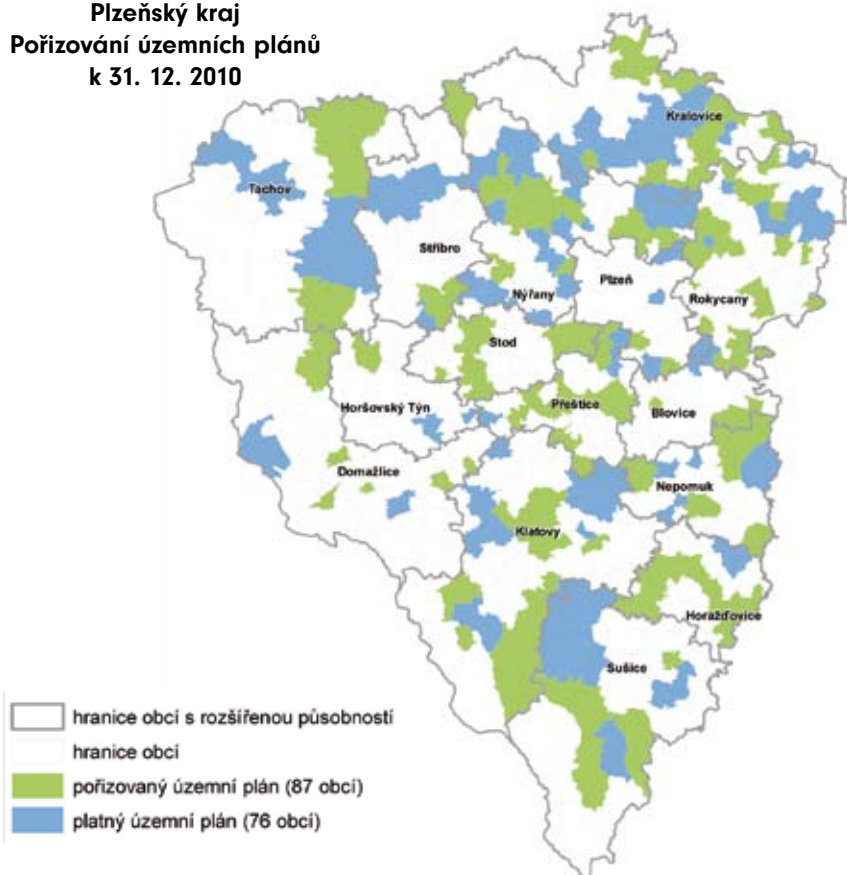 Plzeňský kraj
Pořizování územních plánů
k 31. 12. 2010
Kralovice
Tachov
Stříbro
Plzeň
Nýřany
Rokycany
Stod
Horšovský Týn
Přeštice
Blovice
Domažlice
Nepomuk
Klatovy
Horažďovice
Sušice
hranice obcí s rozšířenou působností
hranice obcí
pořizovaný územní plán (87 obcí)
platný územní plán (76 obcí)